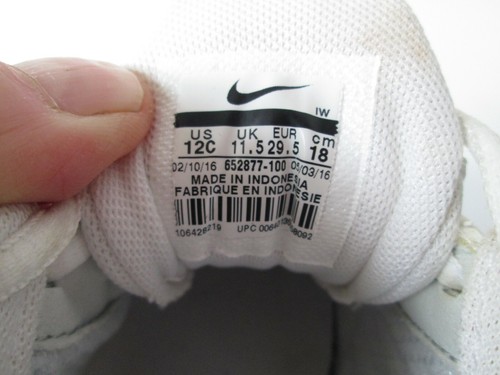 IW
US UK EUR cm
12C 11.5 29.5 18
02/10/16 652877-100 05/03/16
MADE IN INDONESIA
FABRIQUE EN INDONESIE
UPC